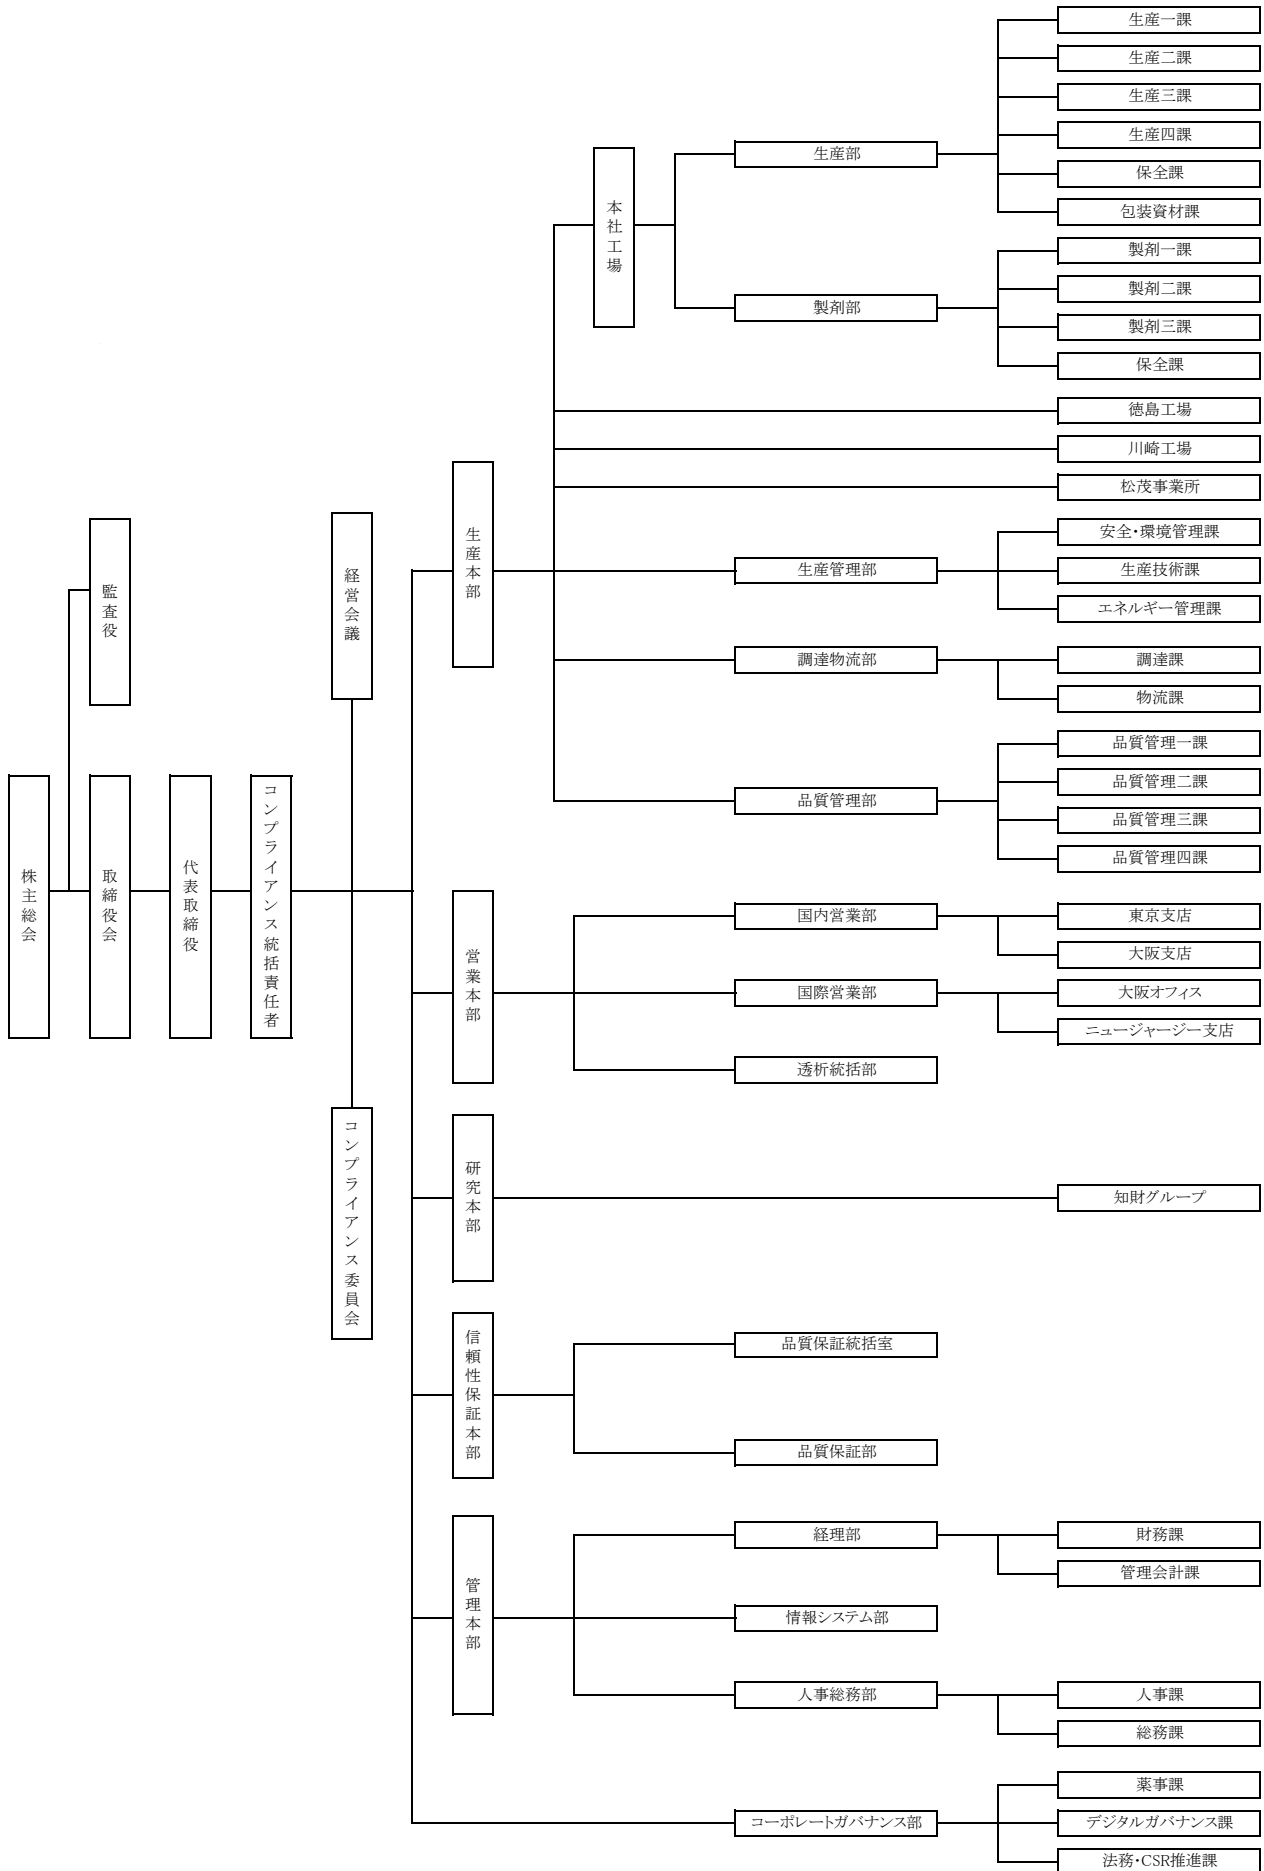 株主総会
監査役
取締役会
代表取締役
コンプライアンス統括責任者
経営会議
コンプライアンス委員会
生産本部
本社工場
生産部
生産一課
生産二課
生産三課
生産四課
保全課
包装資材課
製剤部
製剤一課
製剤二課
製剤三課
保全課
徳島工場
川崎工場
松茂事業所
生産管理部
安全・環境管理課
生産技術課
エネルギー管理課
調達物流部
調達課
物流課
品質管理部
品質管理一課
品質管理二課
品質管理三課
品質管理四課
営業本部
国内営業部
東京支店
大阪支店
国際営業部
大阪オフィス
ニュージャージー支店
透析統括部
研究本部
知財グループ
信頼性保証本部
品質保証統括室
品質保証部
管理本部
経理部
財務課
管理会計課
情報システム部
人事総務部
人事課
総務課
コーポレートガバナンス部
薬事課
デジタルガバナンス課
法務・CSR推進課